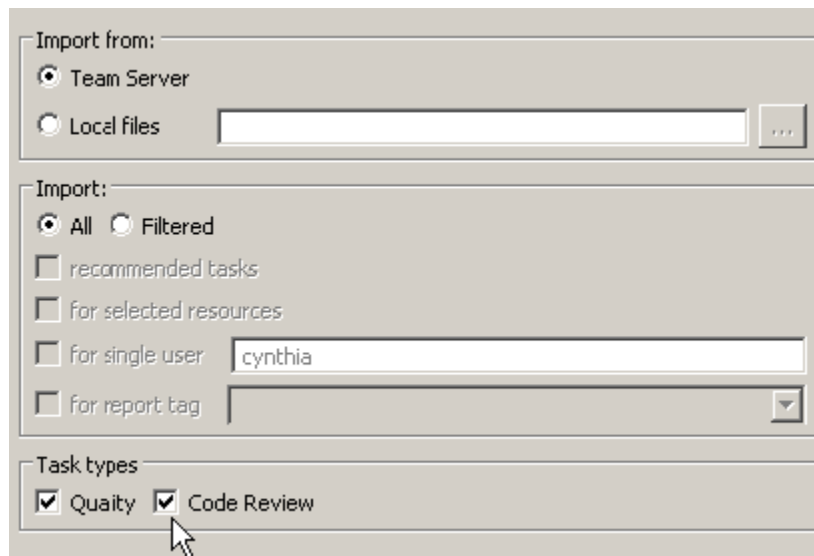 Import from:
Team Server
Local files
...
Import:
All Filtered
recommended tasks
for selected resources
for single user cynthia
for report tag
Task types
Quaity Code Review